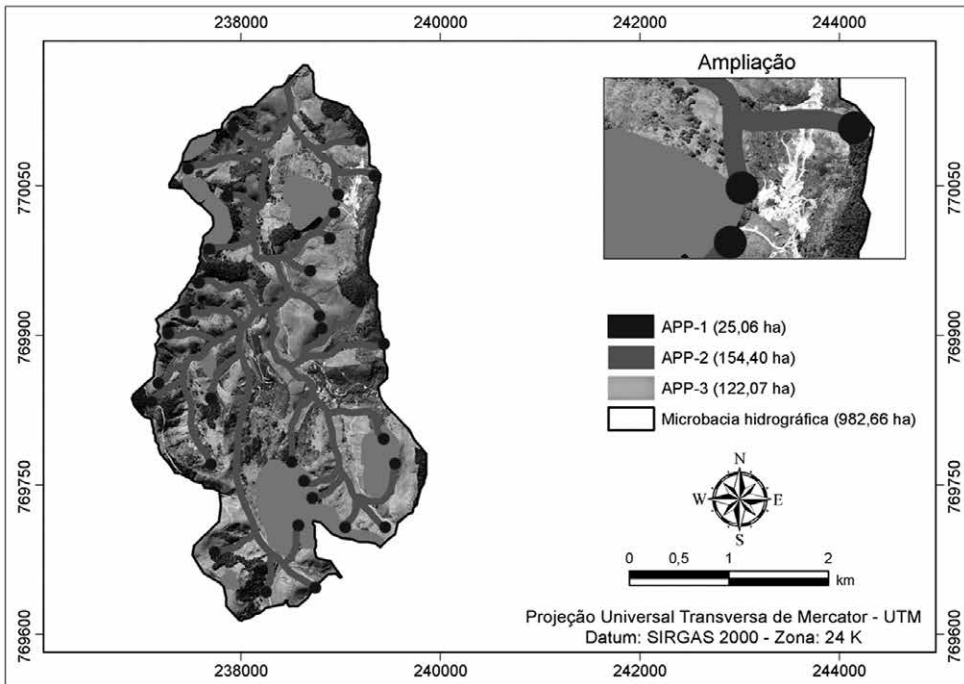 238000 240000 242000 244000
Ampliação
770050
770050
769900
769900
APP-1 (25,06 ha)
APP-2 (154,40 ha)
APP-3 (122,07 ha)
Microbacia hidrográfica (982,66 ha)
769750
769750
N
W E
S
0 0,5 1 2
km
Projeção Universal Transversa de Mercator - UTM
Datum: SIRGAS 2000 - Zona: 24 K
769600
769600
238000 240000 242000 244000